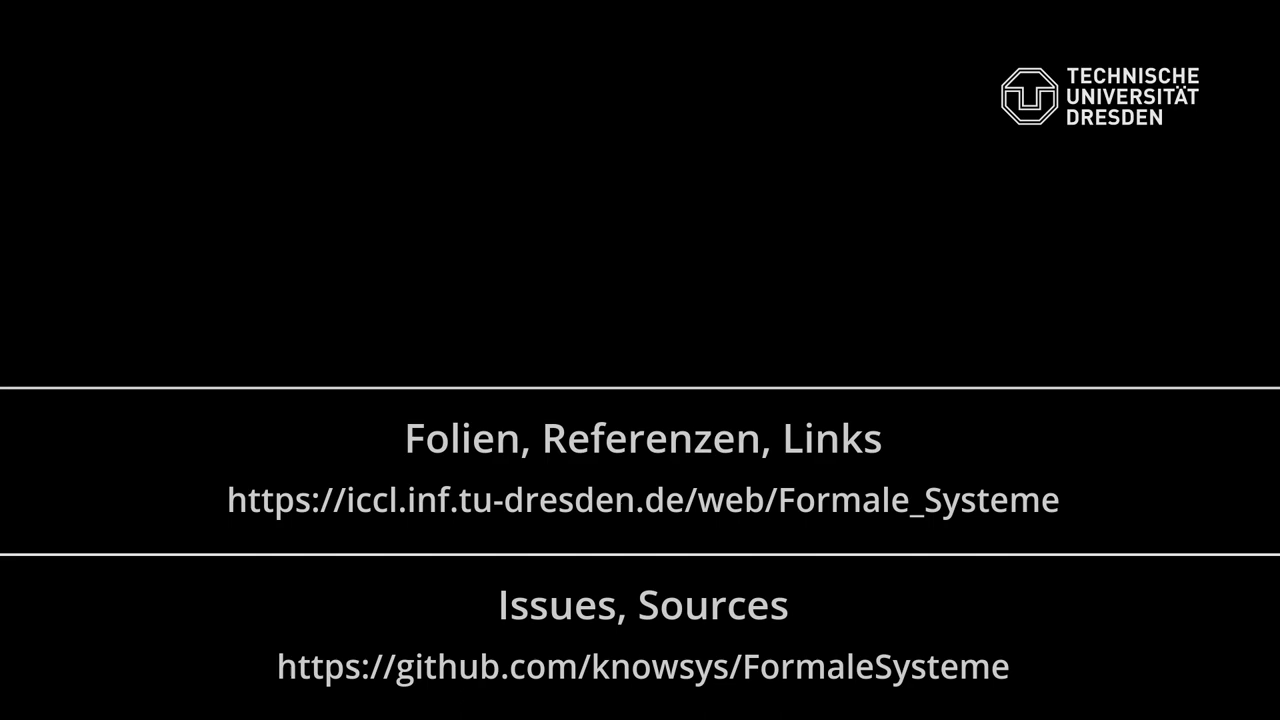 TECHNISCHE
UNIVERSITÄT
DRESDEN
Folien, Referenzen, Links
https://iccl.inf.tu-dresden.de/web/Formale_Systeme
Issues, Sources
https://github.com/knowsys/FormaleSysteme